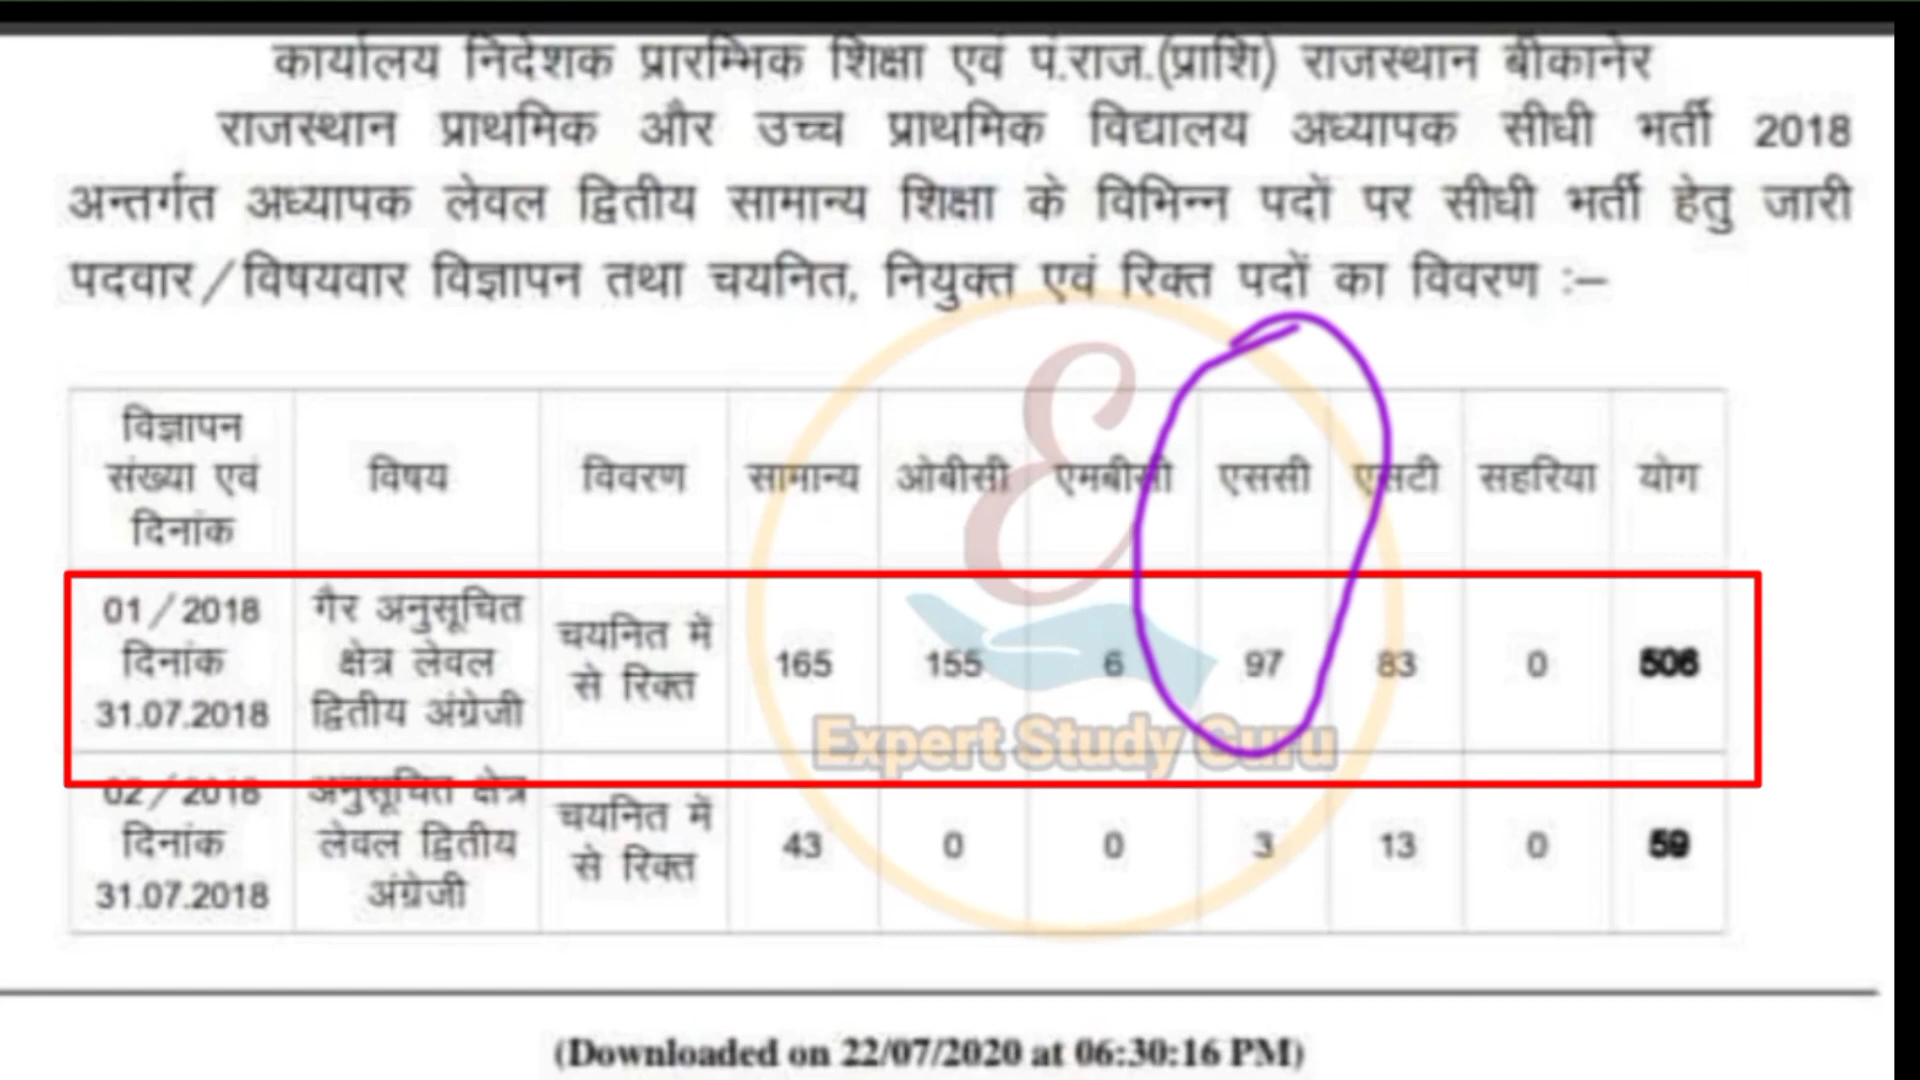 कार्यालय निदेशक प्रारम्भिक शिक्षा एवं पं.राज.(प्राशि) राजस्थान बीकानेर
राजस्थान प्राथमिक और उच्च प्राथमिक विद्यालय अध्यापक सीधी भर्ती 2018
अन्तर्गत अध्यापक लेवल द्वितीय सामान्य शिक्षा के विभिन्न पदों पर सीधी भर्ती हेतु जारी
पदवार/विषयवार विज्ञापन तथा चयनित, नियुक्त एवं रिक्त पदों का विवरण :–
विज्ञापन
संख्या एवं
दिनांक
विषय
विवरण
सामान्य
ओबीसी
एमबीसी
एससी
एसटी
सहरिया
योग
01/2018
दिनांक
31.07.2018
गैर अनुसूचित
क्षेत्र लेवल
द्वितीय अंग्रेजी
चयनित में
से रिक्त
165
155
6
97
83
0
506
Expert Study Guru
02/2018
दिनांक
31.07.2018
अनुसूचित क्षेत्र
लेवल द्वितीय
अंग्रेजी
चयनित में
से रिक्त
43
0
0
3
13
0
59
(Downloaded on 22/07/2020 at 06:30:16 PM)